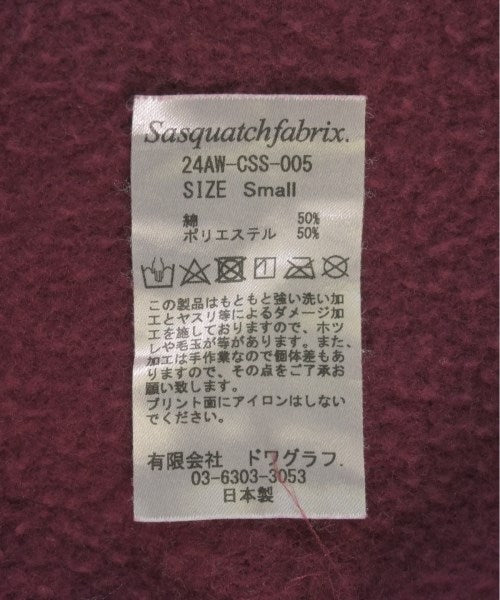 Sasquatchfabrix.
24AW-CSS-005
SIZE Small
綿 50%
ポリエステル 50%
この製品はもともと強い洗い加
工とヤスリ等によるダメージ加
工を施しておりますので、ホツ
レや毛玉が等があります。また、
加工は手作業なので個体差もあ
りますので、その点をご了承お
願い致します。
プリント面にアイロンはしない
でください。
有限会社 ドワグラフ.
03-6303-3053
日本製